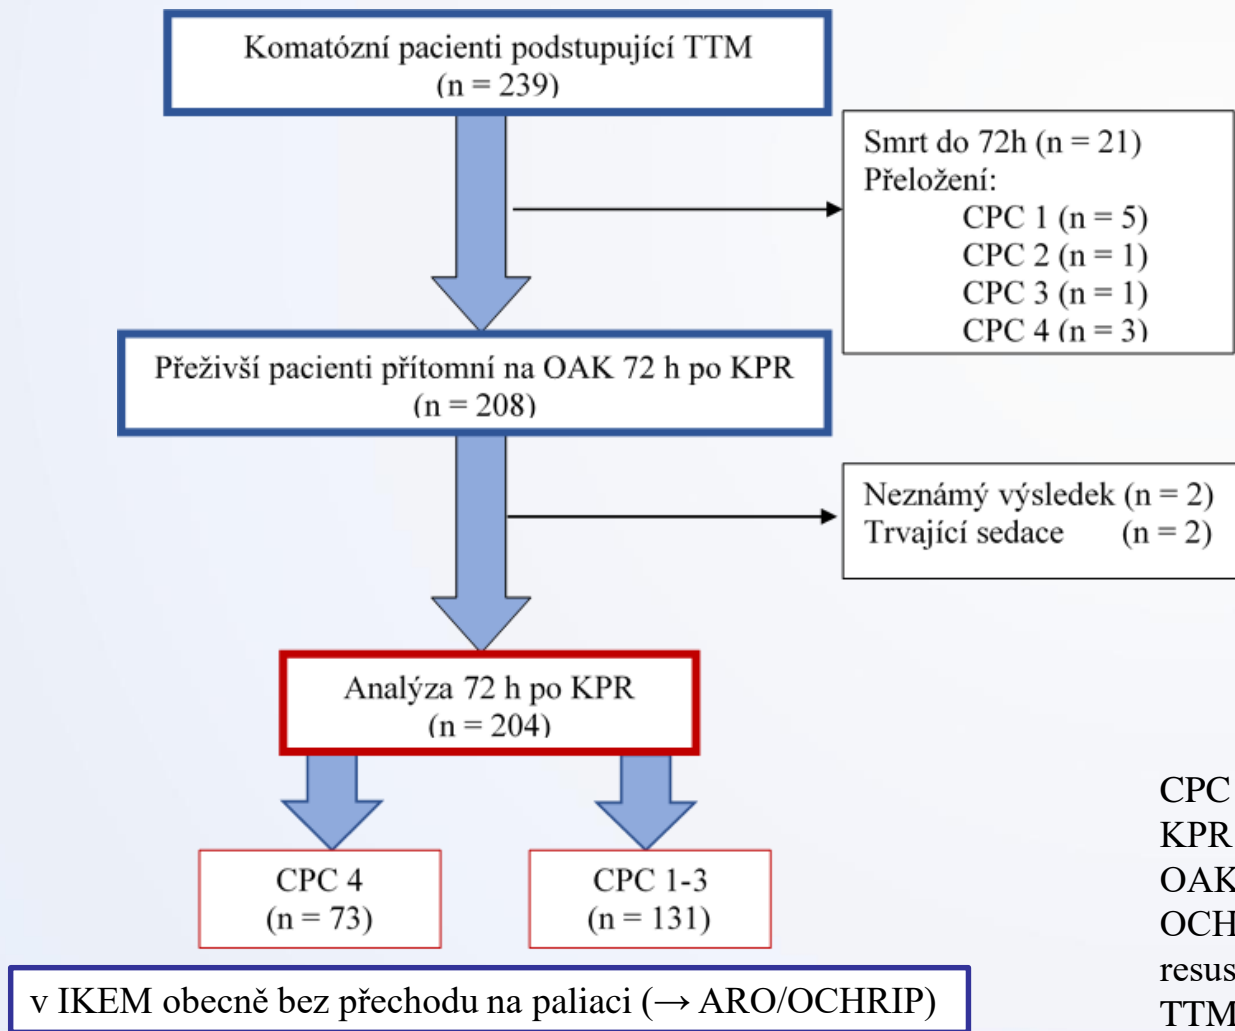 Komatózní pacienti podstupující TTM
(n = 239)
Smrt do 72h (n = 21)
Přeložení:
CPC 1 (n = 5)
CPC 2 (n = 1)
CPC 3 (n = 1)
CPC 4 (n = 3)
Přeživší pacienti přítomní na OAK 72 h po KPR
(n = 208)
Neznámý výsledek (n = 2)
Trvající sedace (n = 2)
Analýza 72 h po KPR
(n = 204)
CPC 4
(n = 73)
CPC 1-3
(n = 131)
v IKEM obecně bez přechodu na paliaci (→ ARO/OCHRIP)
CPC
KPR
OAK
OCH
resus
TTM